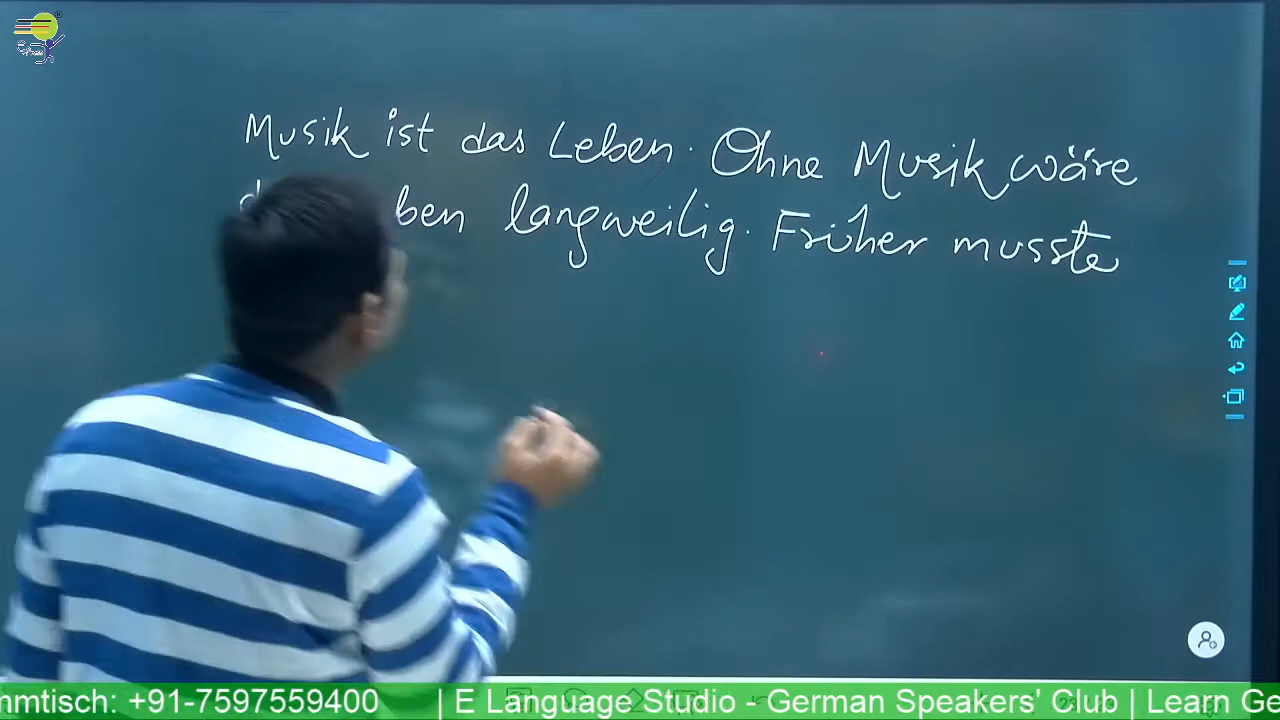 Musik ist das Leben. Ohne Musik wäre
ben langweilig. Früher musste
hmtisch: +91-7597559400 | E Language Studio - German Speakers' Club | Learn Ge